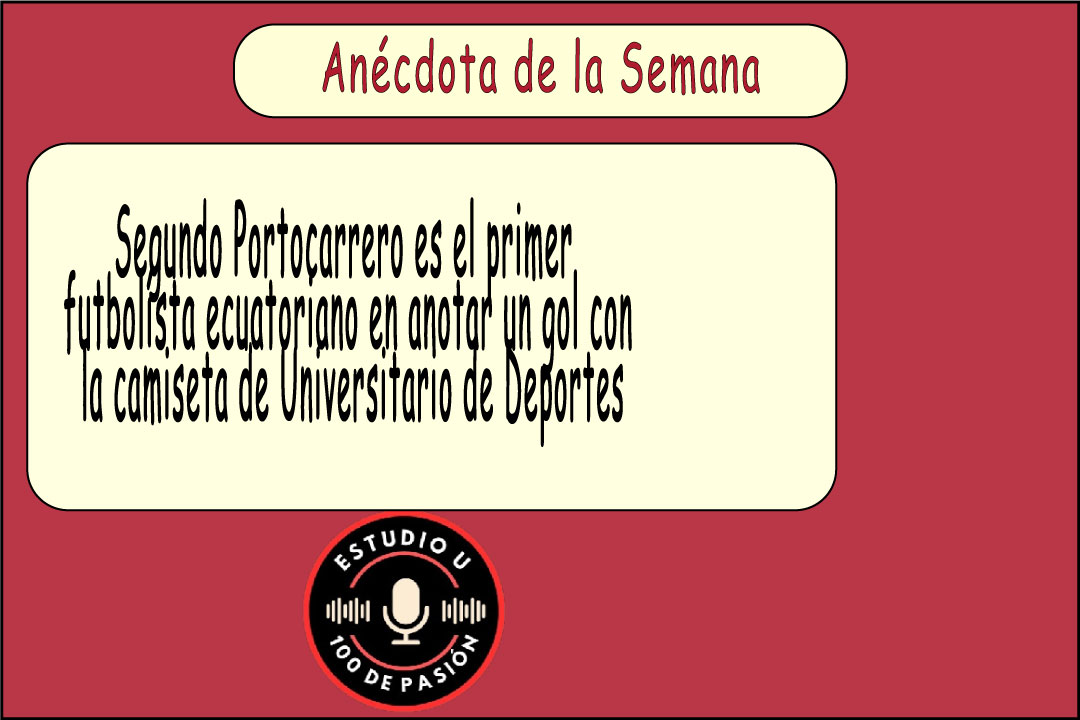 Anécdota de la Semana
Segundo Portocarrero es el primer
futbolista ecuatoriano en anotar un gol con
la camiseta de Universitario de Deportes
ESTUDIO U
100 DE PASIÓN